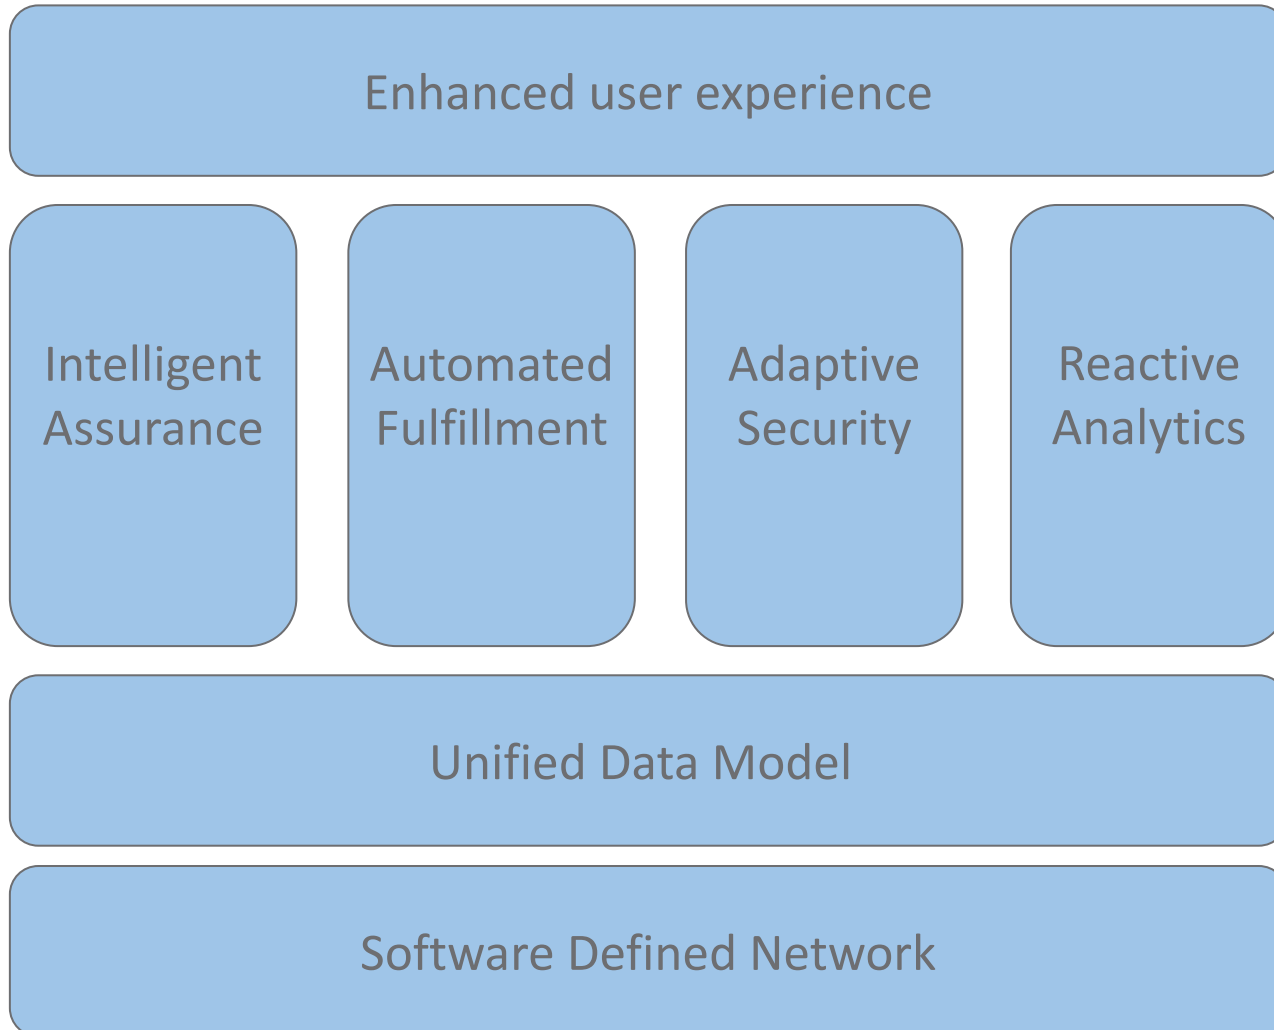 Enhanced user experience
Intelligent
Assurance
Automated
Fulfillment
Adaptive
Security
Reactive
Analytics
Unified Data Model
Software Defined Network